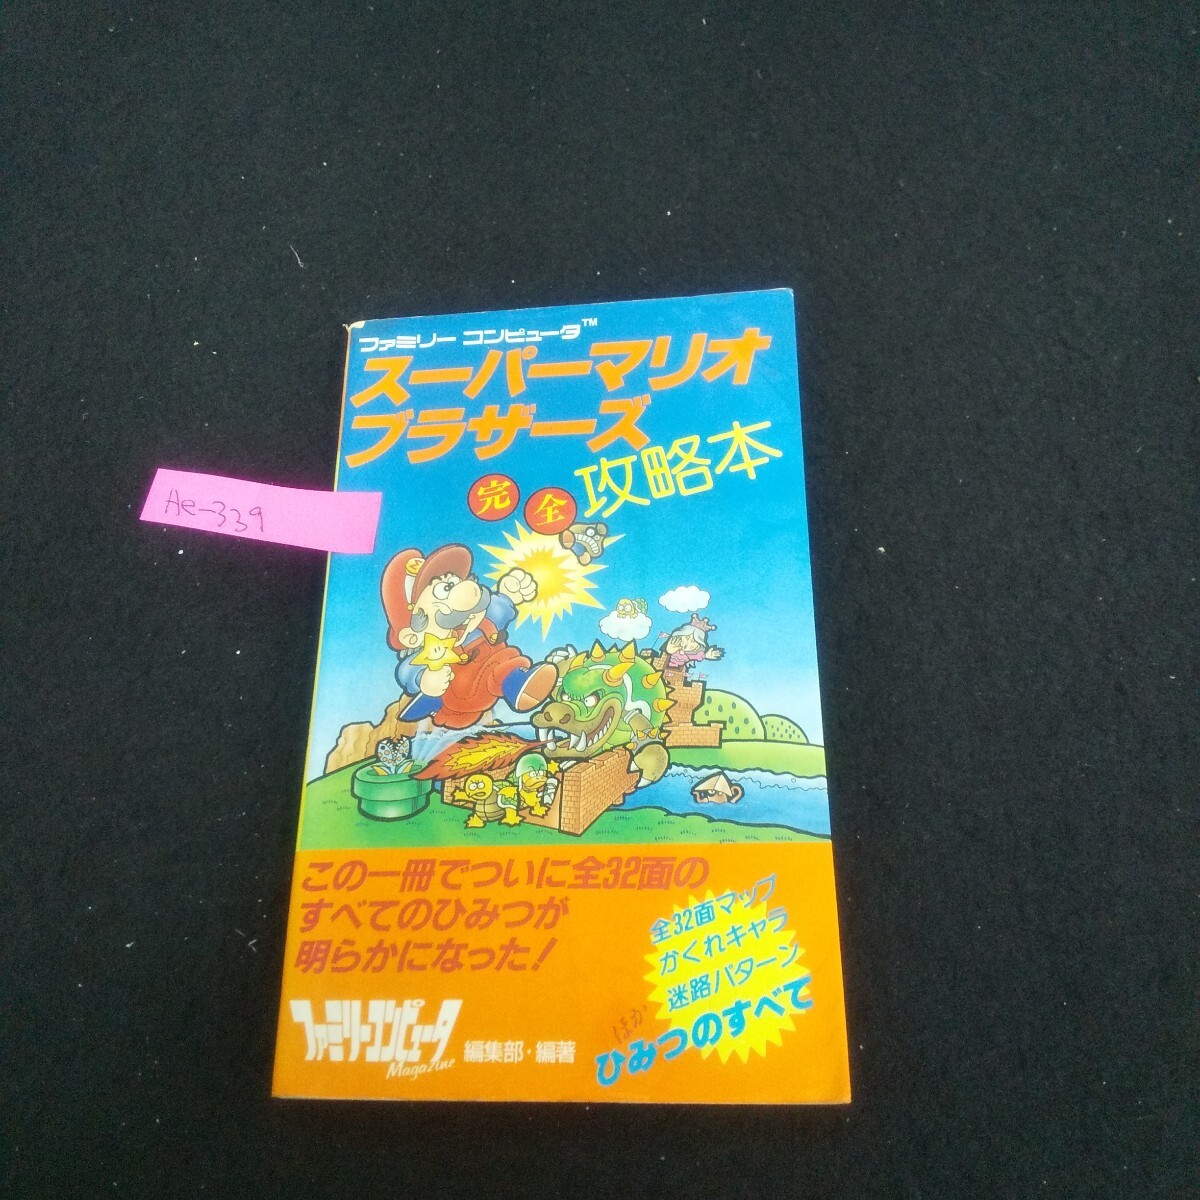 ファミリー コンピュータ™
スーパーマリオ
ブラザーズ
完全攻略本
Ae-339
M
この一冊でついに全32面の
すべてのひみつが
明らかになった!
全32面マップ
かくれキャラ
迷路パターン
ほか
ひみつのすべて
ファミリーコンピュータ
Magazine
編集部・編著